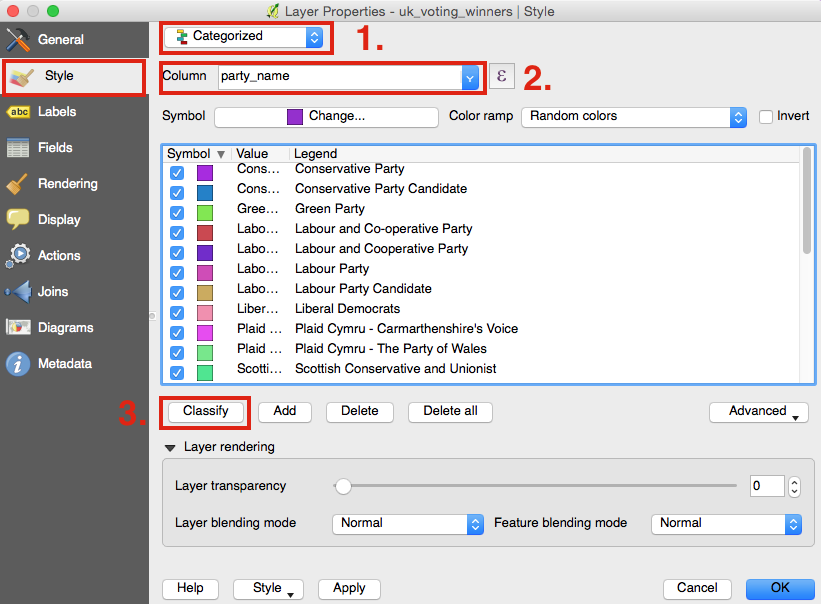 Layer Properties - uk_voting_winners | Style
General
Style
Labels
Fields
Rendering
Display
Actions
Joins
Diagrams
Metadata
Categorized 1.
Column party_name ε 2.
Symbol Change... Color ramp Random colors Invert
Symbol Value Legend
Cons... Conservative Party
Cons... Conservative Party Candidate
Gree... Green Party
Labo... Labour and Co-operative Party
Labo... Labour and Cooperative Party
Labo... Labour Party
Labo... Labour Party Candidate
Liber... Liberal Democrats
Plaid ... Plaid Cymru - Carmarthenshire's Voice
Plaid ... Plaid Cymru - The Party of Wales
Scotti... Scottish Conservative and Unionist
3. Classify Add Delete Delete all Advanced
Layer rendering
Layer transparency 0
Layer blending mode Normal Feature blending mode Normal
Help Style Apply Cancel OK
abc